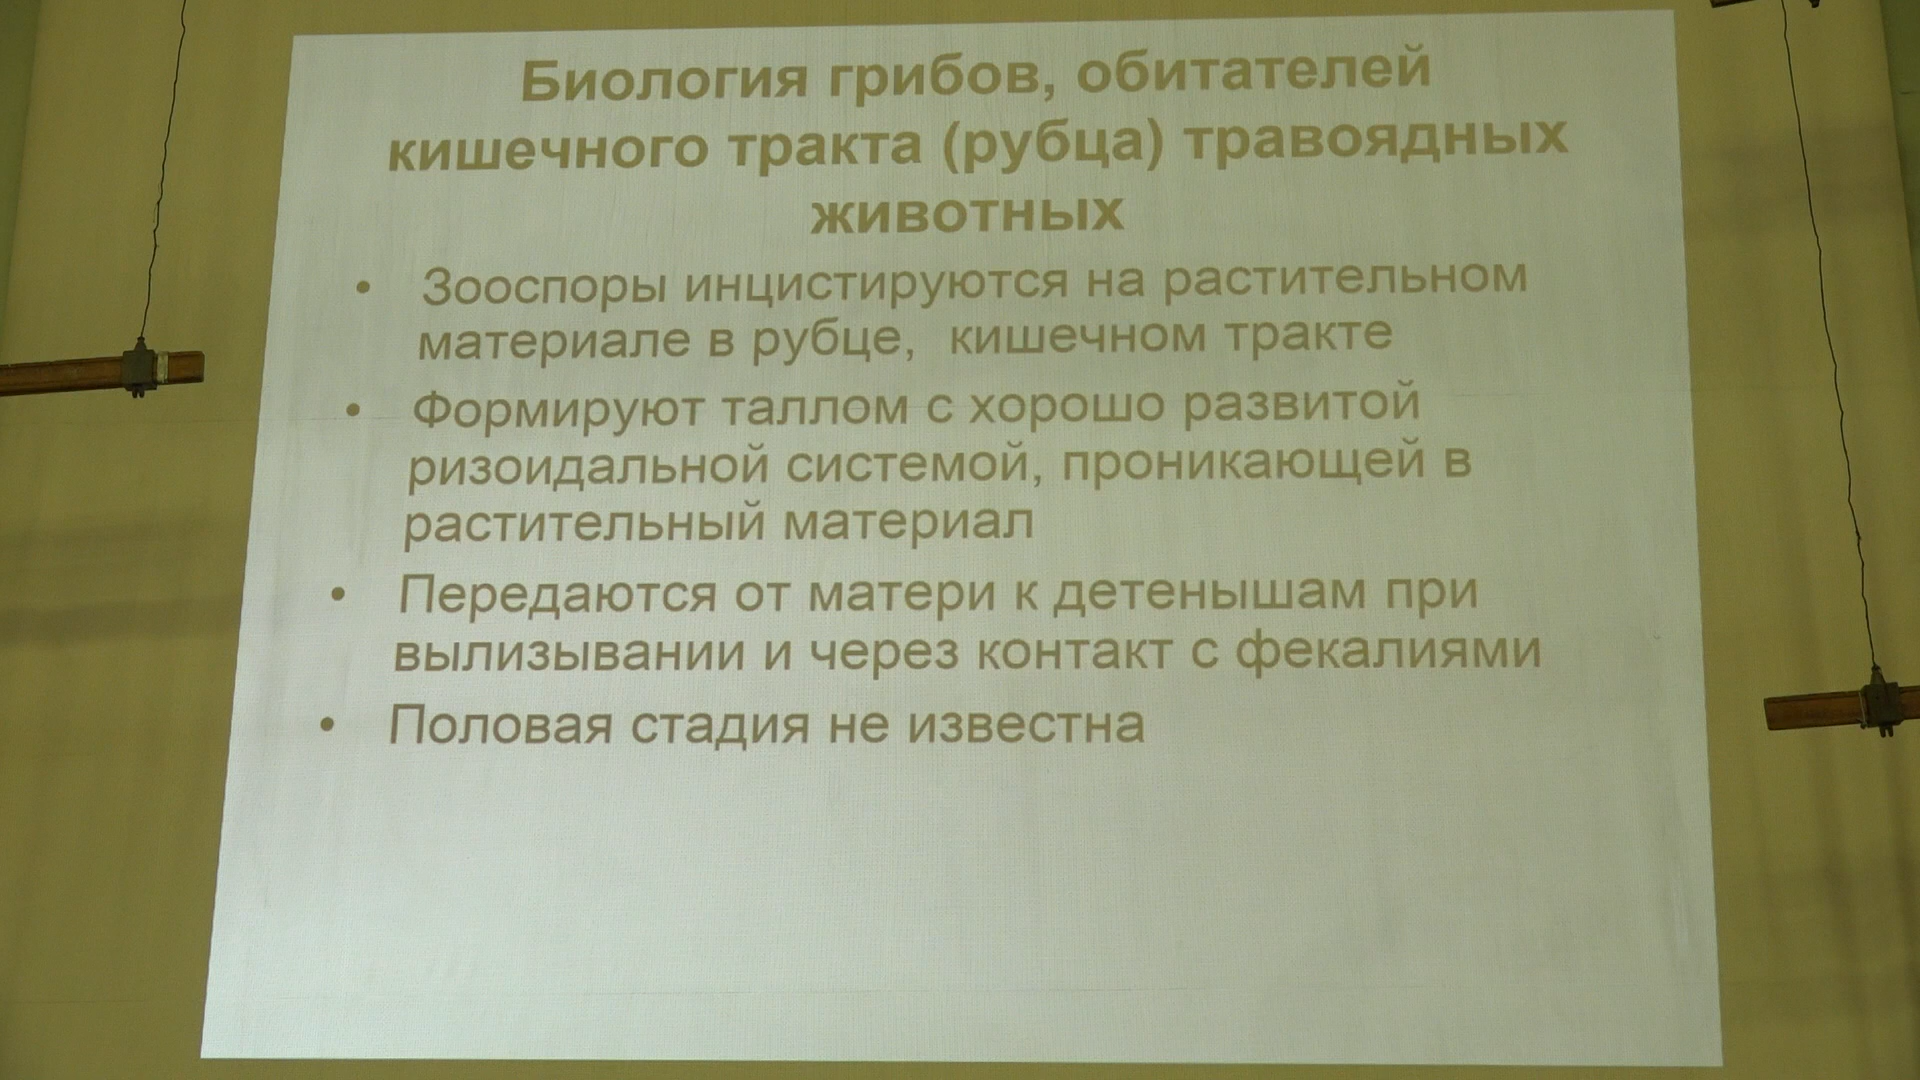 Биология грибов, обитателей
кишечного тракта (рубца) травоядных
животных
• Зооспоры инцистируются на растительном
материале в рубце, кишечном тракте
• Формируют таллом с хорошо развитой
ризоидальной системой, проникающей в
растительный материал
• Передаются от матери к детенышам при
вылизывании и через контакт с фекалиями
• Половая стадия не известна